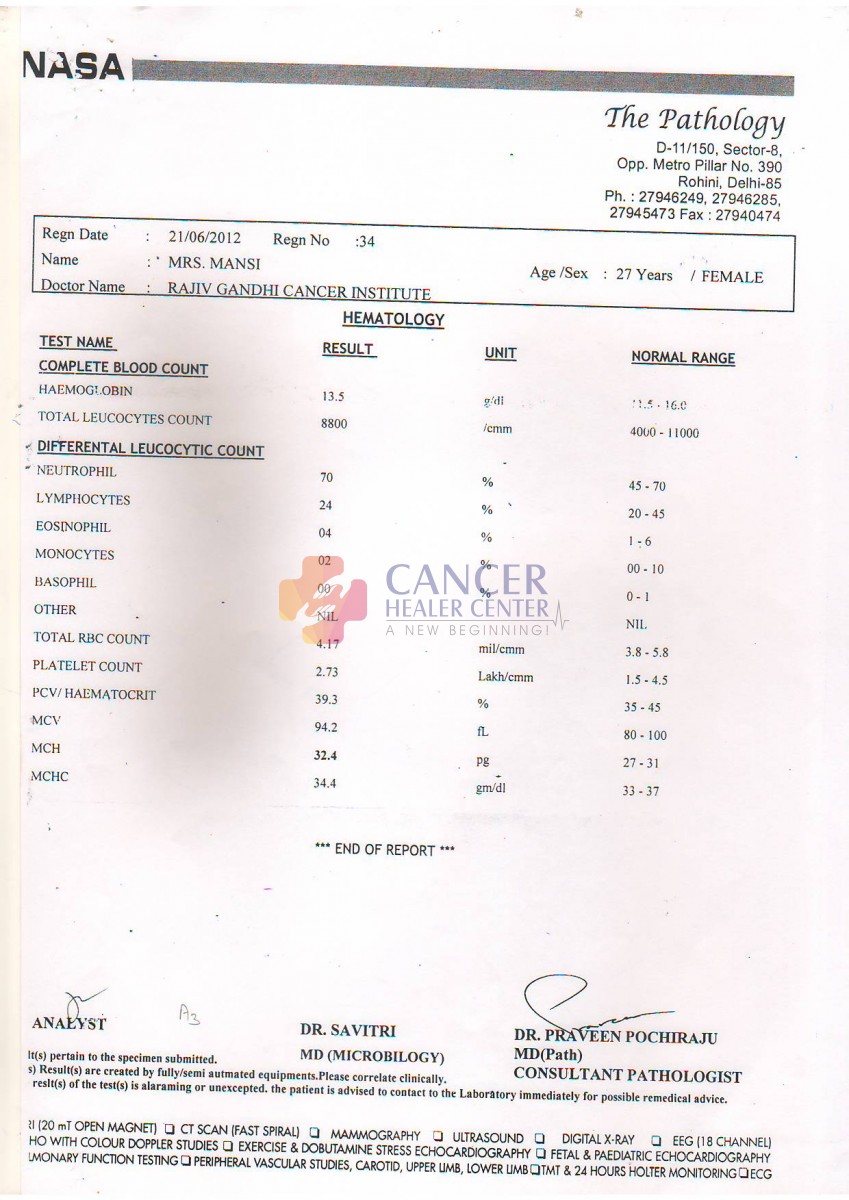 NASA
The Pathology
D-11/150, Sector-8,
Opp. Metro Pillar No. 390
Rohini, Delhi-85
Ph. : 27946249, 27946285,
27945473 Fax : 27940474
Regn Date : 21/06/2012 Regn No :34
Name : MRS. MANSI Age /Sex : 27 Years / FEMALE
Doctor Name : RAJIV GANDHI CANCER INSTITUTE
HEMATOLOGY
TEST NAME RESULT UNIT NORMAL RANGE
COMPLETE BLOOD COUNT
HAEMOGLOBIN 13.5 g/dl 11.5 - 16.0
TOTAL LEUCOCYTES COUNT 8800 /cmm 4000 - 11000
DIFFERENTAL LEUCOCYTIC COUNT
NEUTROPHIL 70 % 45 - 70
LYMPHOCYTES 24 % 20 - 45
EOSINOPHIL 04 % 1 - 6
MONOCYTES 02 % 00 - 10
BASOPHIL 00 % 0 - 1
OTHER NIL NIL
TOTAL RBC COUNT 4.17 mil/cmm 3.8 - 5.8
PLATELET COUNT 2.73 Lakh/cmm 1.5 - 4.5
PCV/ HAEMATOCRIT 39.3 % 35 - 45
MCV 94.2 fL 80 - 100
MCH 32.4 pg 27 - 31
MCHC 34.4 gm/dl 33 - 37
CANCER
HEALER CENTER
A NEW BEGINNING!
*** END OF REPORT ***
A3
ANALYST DR. SAVITRI DR. PRAVEEN POCHIRAJU
MD (MICROBILOGY) MD(Path)
CONSULTANT PATHOLOGIST
lt(s) pertain to the specimen submitted.
s) Result(s) are created by fully/semi autmated equipments.Please correlate clinically.
reslt(s) of the test(s) is alaraming or unexcepted. the patient is advised to contact to the Laboratory immediately for possible remedical advice.
RI (20 mT OPEN MAGNET) ❑ CT SCAN (FAST SPIRAL) ❑ MAMMOGRAPHY ❑ ULTRASOUND ❑ DIGITAL X-RAY ❑ EEG (18 CHANNEL)
HO WITH COLOUR DOPPLER STUDIES ❑ EXERCISE & DOBUTAMINE STRESS ECHOCARDIOGRAPHY ❑ FETAL & PAEDIATRIC ECHOCARDIOGRAPHY
LMONARY FUNCTION TESTING ❑ PERIPHERAL VASCULAR STUDIES, CAROTID, UPPER LIMB, LOWER LIMB ❑ TMT & 24 HOURS HOLTER MONITORING ❑ ECG